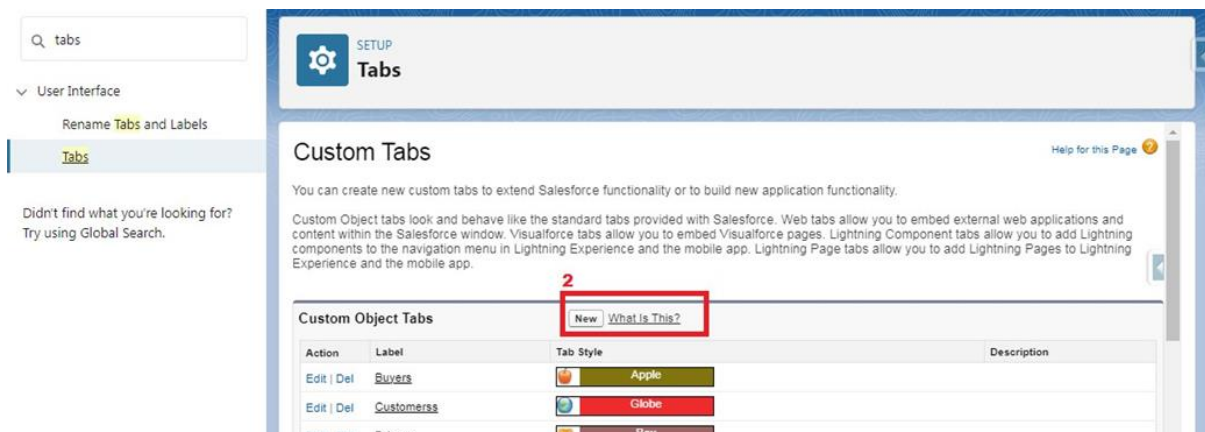 tabs
User Interface
Rename Tabs and Labels
Tabs
Didn't find what you're looking for?
Try using Global Search.
SETUP
Tabs
Custom Tabs
Help for this Page
You can create new custom tabs to extend Salesforce functionality or to build new application functionality.
Custom Object tabs look and behave like the standard tabs provided with Salesforce. Web tabs allow you to embed external web applications and
content within the Salesforce window. Visualforce tabs allow you to embed Visualforce pages. Lightning Component tabs allow you to add Lightning
components to the navigation menu in Lightning Experience and the mobile app. Lightning Page tabs allow you to add Lightning Pages to Lightning
Experience and the mobile app.
2
Custom Object Tabs New What Is This?
Action Label Tab Style Description
Edit | Del Buyers Apple
Edit | Del Customerss Globe